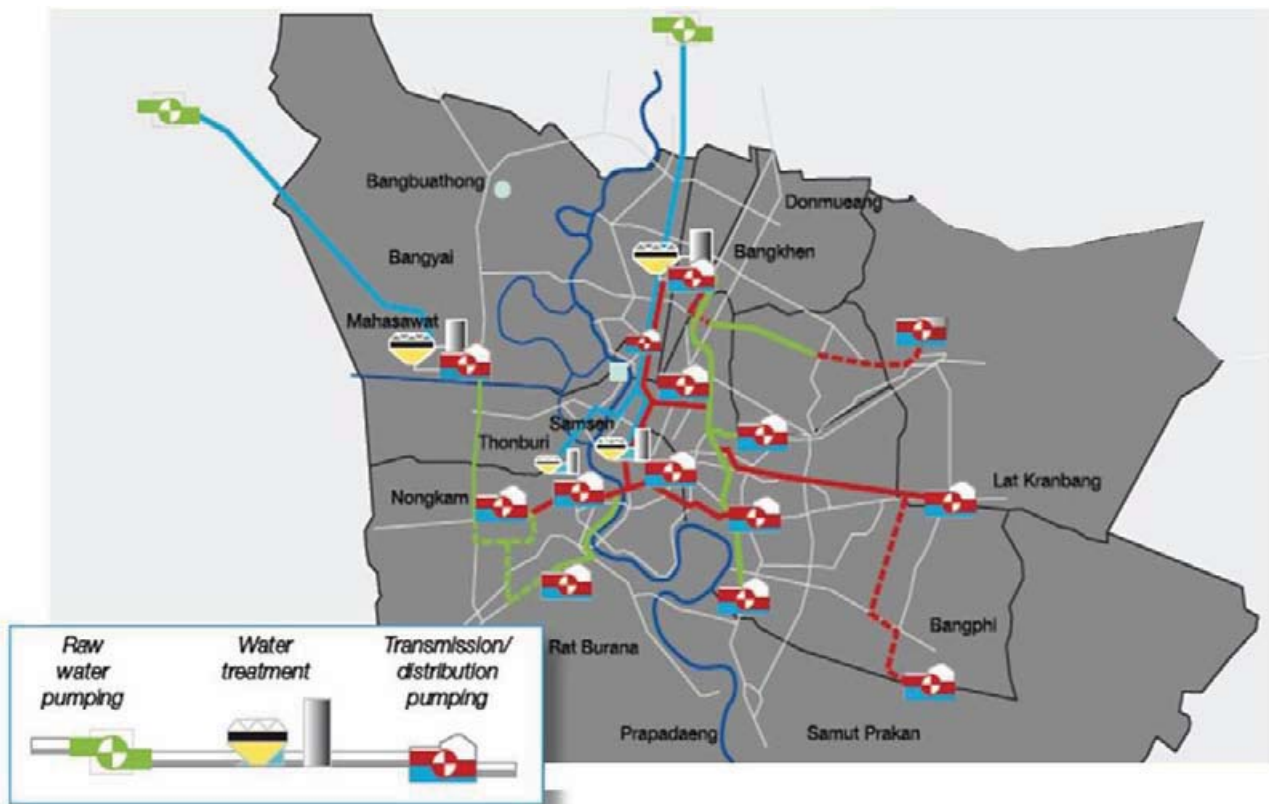 Bangbuathong
Donmueang
Bangkhen
Bangyai
Mahasawat
Samsen
Thonburi
Lat Kranbang
Nongkam
Bangphi
Rat Burana
Prapadaeng
Samut Prakan
Raw
water
pumping
Water
treatment
Transmission/
distribution
pumping